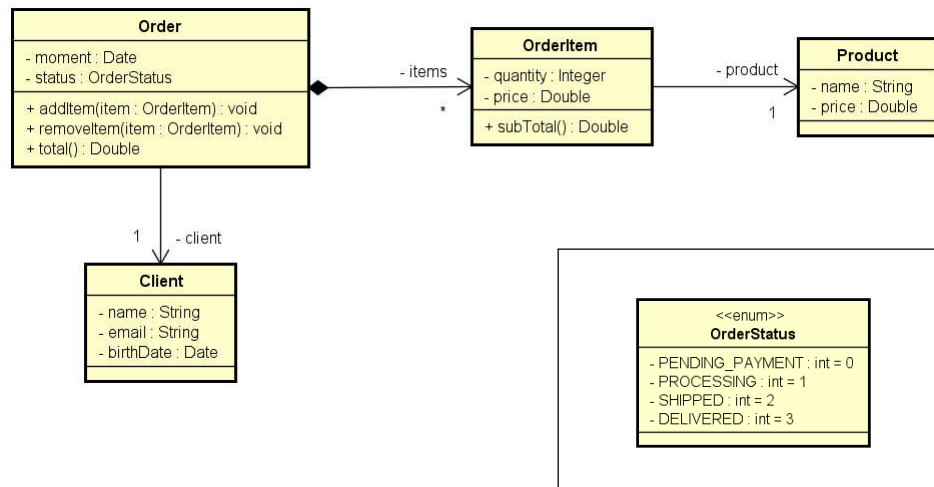 Order
- moment : Date
- status : OrderStatus
+ addItem(item : OrderItem) : void
+ removeItem(item : OrderItem) : void
+ total() : Double
- items
*
OrderItem
- quantity : Integer
- price : Double
+ subTotal() : Double
- product
1
Product
- name : String
- price : Double
1
- client
Client
- name : String
- email : String
- birthDate : Date
<<enum>>
OrderStatus
- PENDING_PAYMENT : int = 0
- PROCESSING : int = 1
- SHIPPED : int = 2
- DELIVERED : int = 3